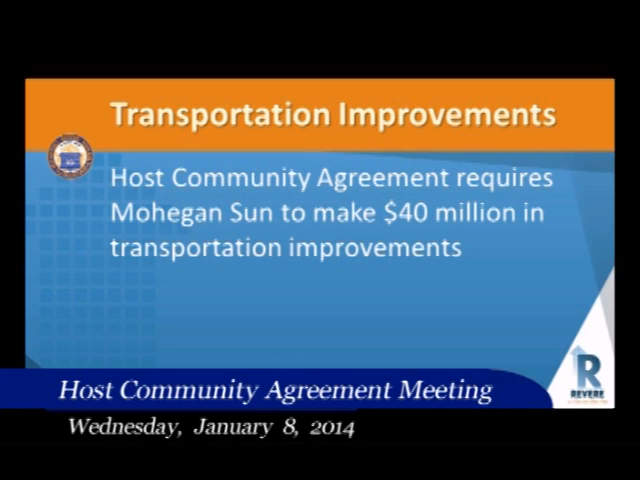 Transportation Improvements
Host Community Agreement requires
Mohegan Sun to make $40 million in
transportation improvements
R
REVERE
Host Community Agreement Meeting
Wednesday, January 8, 2014